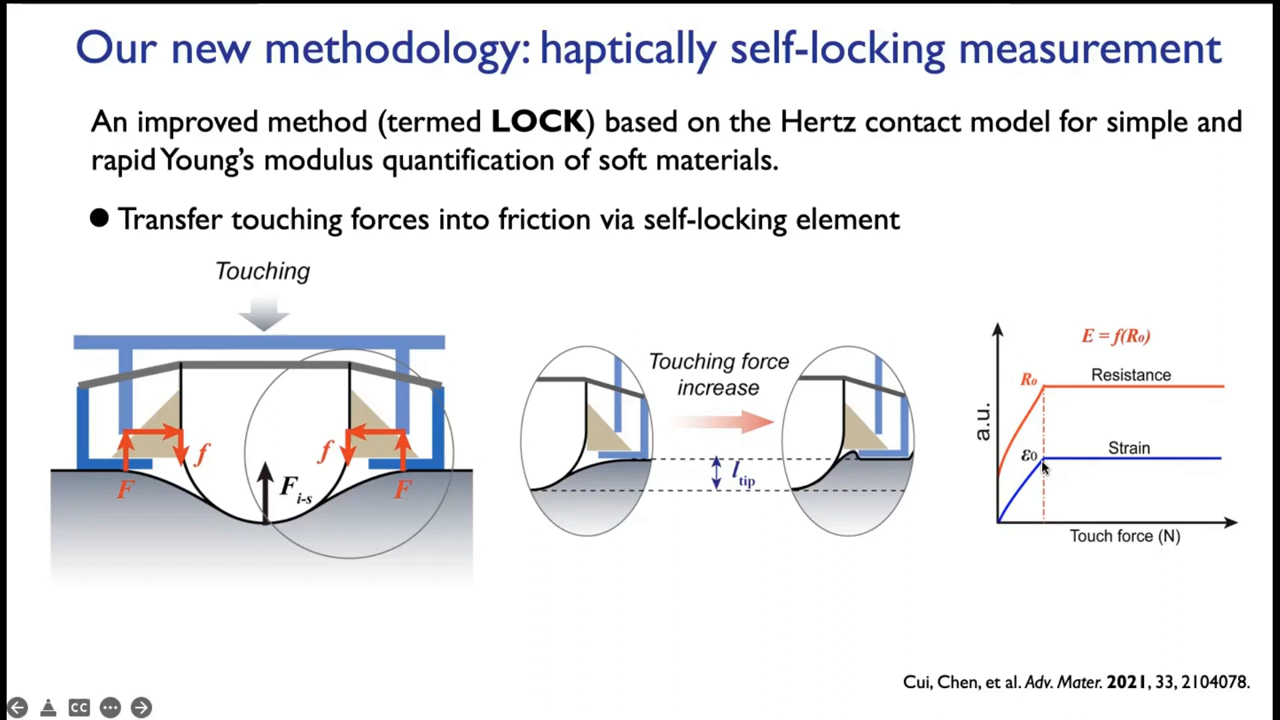 Our new methodology: haptically self-locking measurement
An improved method (termed LOCK) based on the Hertz contact model for simple and
rapid Young's modulus quantification of soft materials.
● Transfer touching forces into friction via self-locking element
Touching
F
f
F i-s
f
F
Touching force
increase
l tip
E = f(R₀)
R₀
Resistance
ε₀
Strain
a.u.
Touch force (N)
Cui, Chen, et al. Adv. Mater. 2021, 33, 2104078.
CC